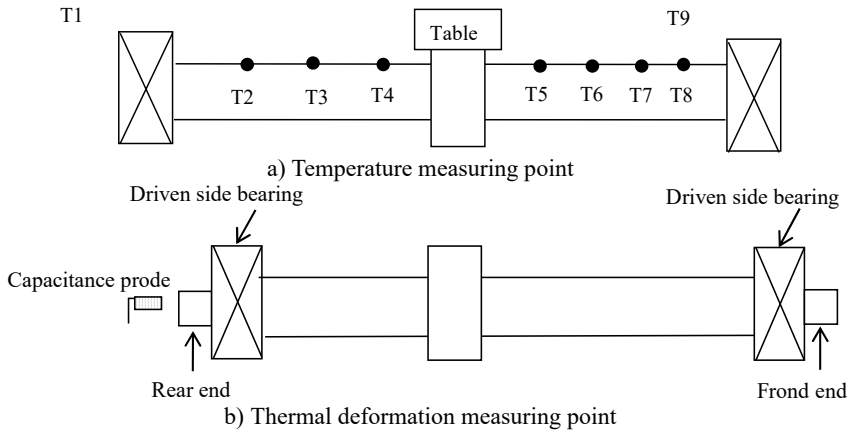 T1
T9
Table
T2
T3
T4
T5
T6
T7
T8
a) Temperature measuring point
Driven side bearing
Driven side bearing
Capacitance prode
Rear end
Frond end
b) Thermal deformation measuring point